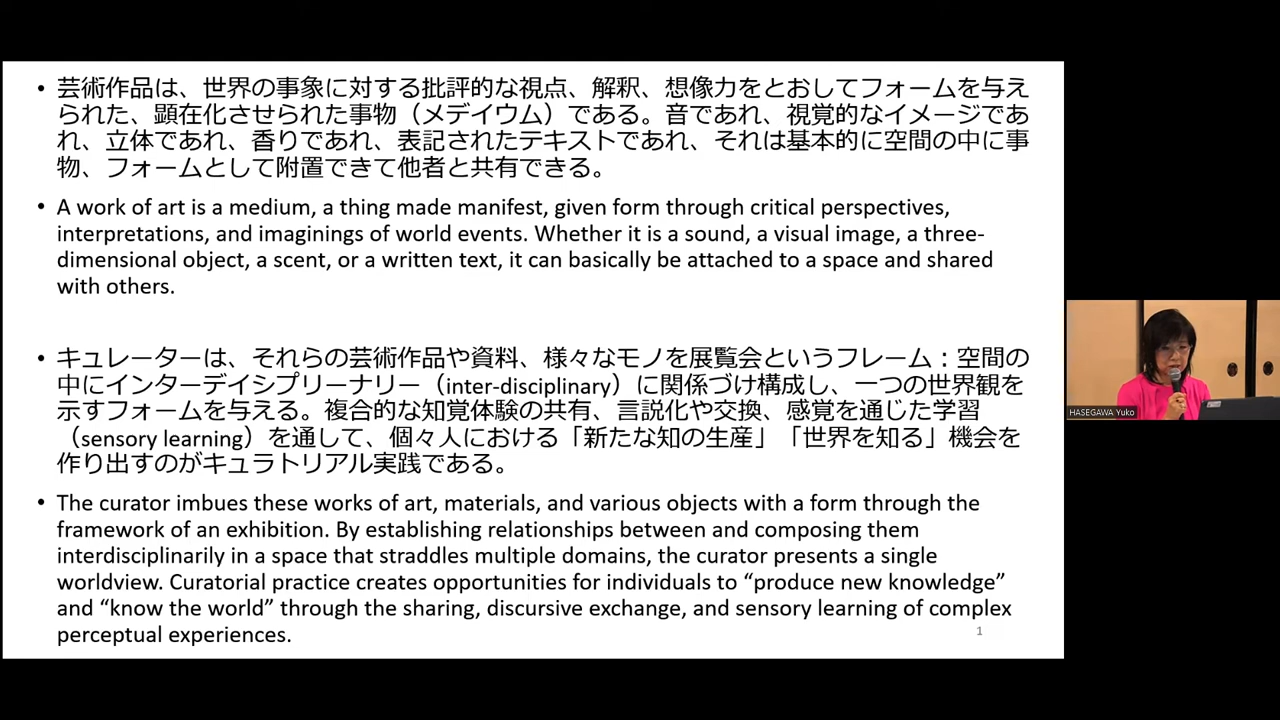 • 芸術作品は、世界の事象に対する批評的な視点、解釈、想像力をとおしてフォームを与え
られた、顕在化させられた事物（メデイウム）である。音であれ、視覚的なイメージであ
れ、立体であれ、香りであれ、表記されたテキストであれ、それは基本的に空間の中に事
物、フォームとして附置できて他者と共有できる。
• A work of art is a medium, a thing made manifest, given form through critical perspectives,
interpretations, and imaginings of world events. Whether it is a sound, a visual image, a three-
dimensional object, a scent, or a written text, it can basically be attached to a space and shared
with others.
• キュレーターは、それらの芸術作品や資料、様々なモノを展覧会というフレーム：空間の
中にインターデイシプリーナリー（inter-disciplinary）に関係づけ構成し、一つの世界観を
示すフォームを与える。複合的な知覚体験の共有、言説化や交換、感覚を通じた学習
（sensory learning）を通して、個々人における「新たな知の生産」「世界を知る」機会を
作り出すのがキュラトリアル実践である。
• The curator imbues these works of art, materials, and various objects with a form through the
framework of an exhibition. By establishing relationships between and composing them
interdisciplinarily in a space that straddles multiple domains, the curator presents a single
worldview. Curatorial practice creates opportunities for individuals to “produce new knowledge”
and “know the world” through the sharing, discursive exchange, and sensory learning of complex
perceptual experiences.
1
HASEGAWA Yuko